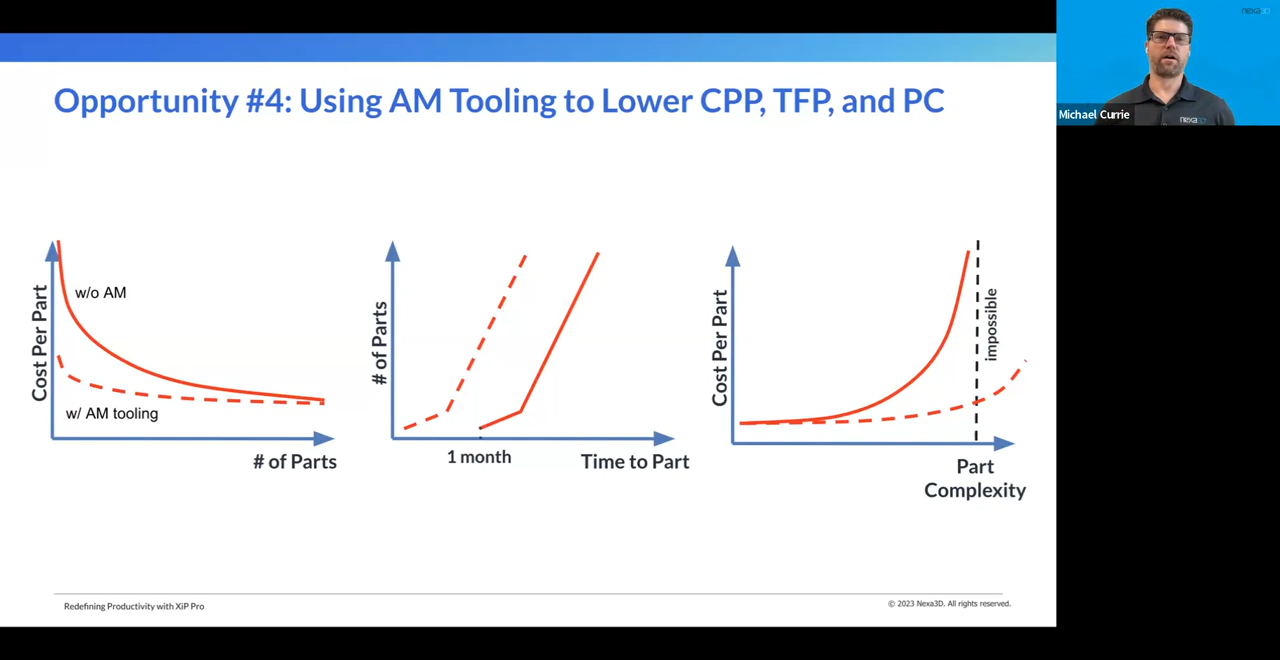 Opportunity #4: Using AM Tooling to Lower CPP, TFP, and PC
nexa3D
Michael Currie
nexa3D
Cost Per Part
w/o AM
w/ AM tooling
# of Parts
# of Parts
1 month
Time to Part
Cost Per Part
impossible
Part
Complexity
Redefining Productivity with XiP Pro
© 2023 Nexa3D. All rights reserved.